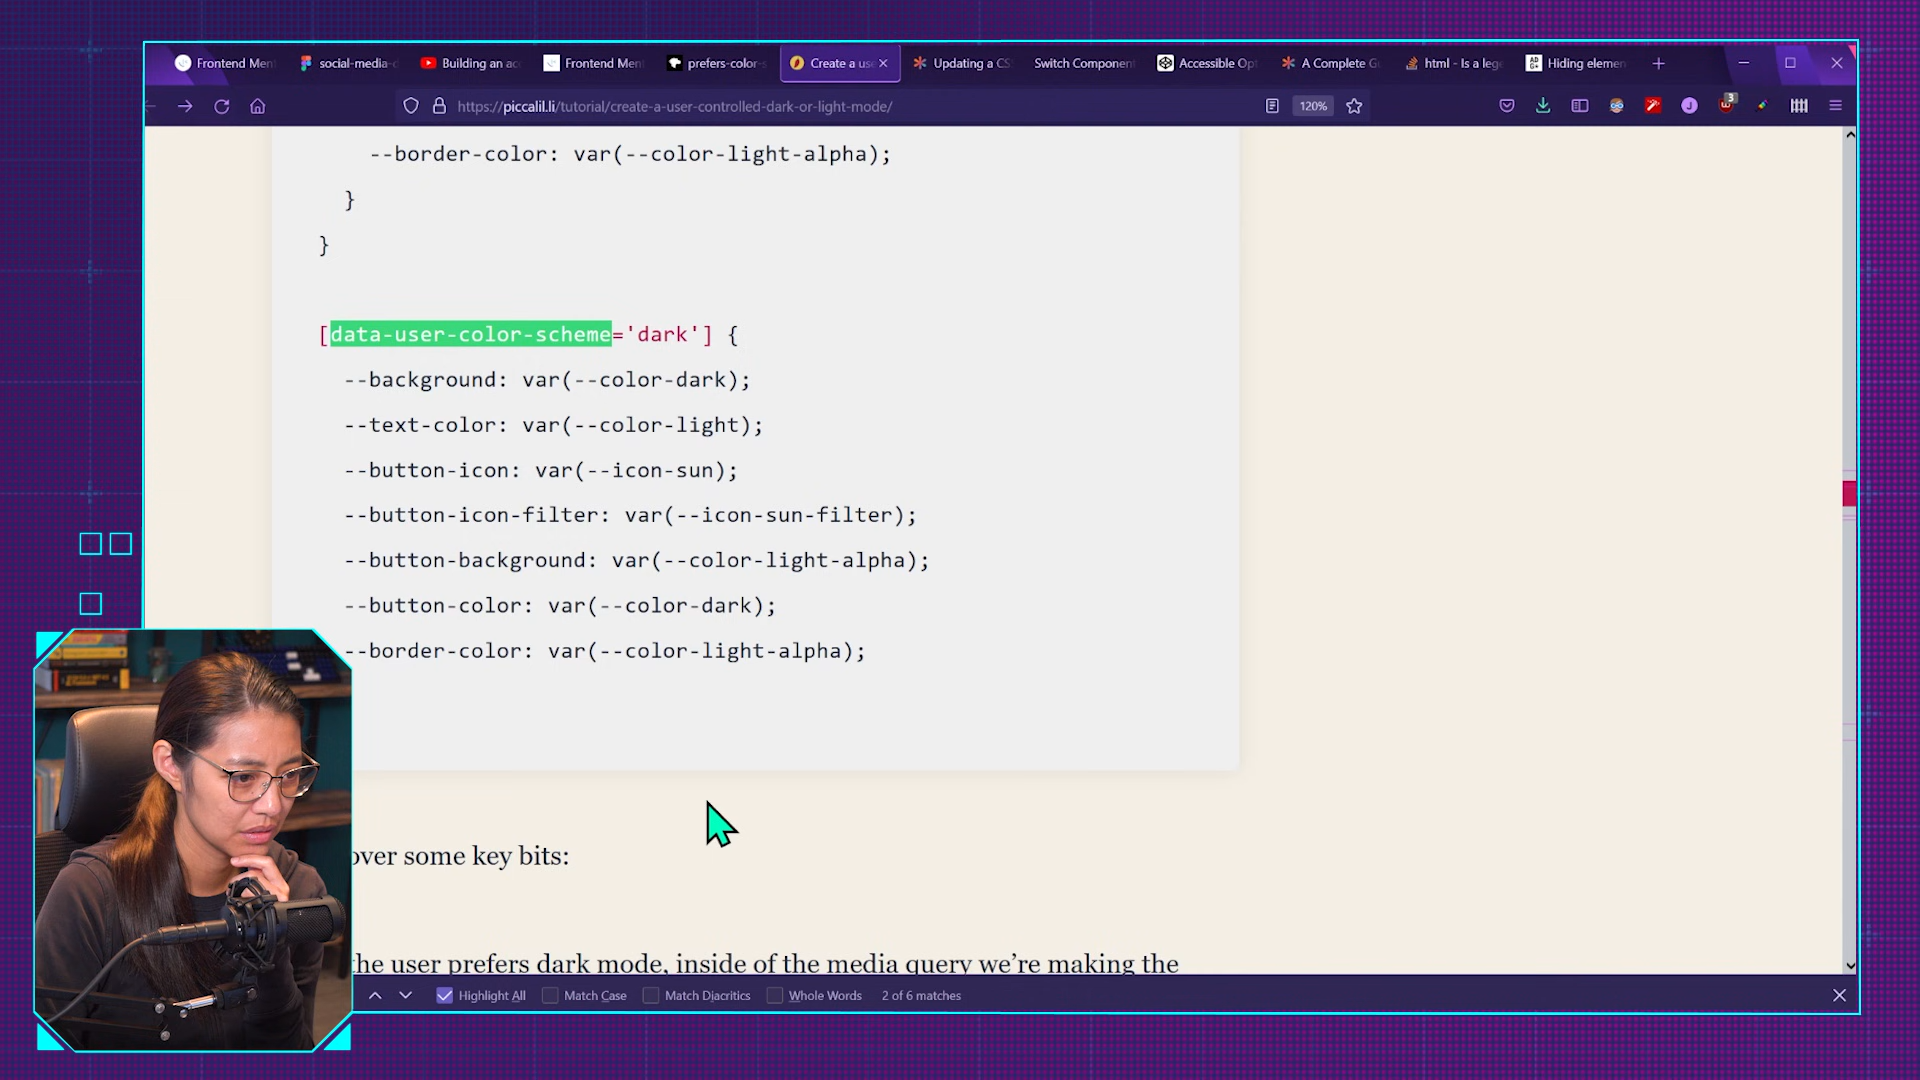 Frontend Men
social-media-
Building an ac
Frontend Men
prefers-color-s
Create a use
Updating a CS
Switch Component
Accessible Opt
A Complete Gu
html - Is a leg
Hiding elemen
https://piccalil.li/tutorial/create-a-user-controlled-dark-or-light-mode/
120%
3
--border-color: var(--color-light-alpha);
}
}
[data-user-color-scheme='dark'] {
--background: var(--color-dark);
--text-color: var(--color-light);
--button-icon: var(--icon-sun);
--button-icon-filter: var(--icon-sun-filter);
--button-background: var(--color-light-alpha);
--button-color: var(--color-dark);
--border-color: var(--color-light-alpha);
over some key bits:
the user prefers dark mode, inside of the media query we’re making the
Highlight All
Match Case
Match Diacritics
Whole Words
2 of 6 matches